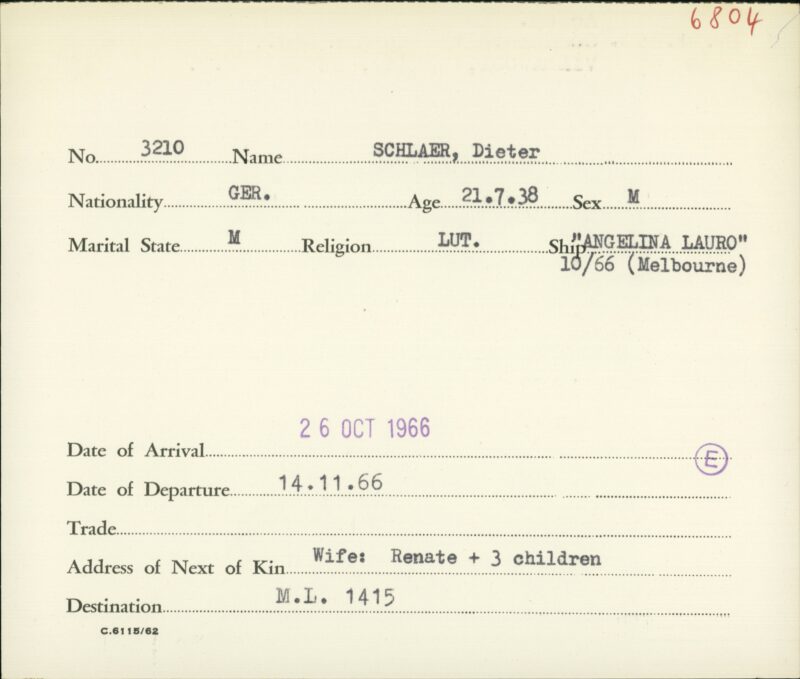 6804
No. 3210 Name SCHLAER, Dieter
Nationality GER. Age 21.7.38 Sex M
Marital State M Religion LUT. Ship "ANGELINA LAURO"
10/66 (Melbourne)
26 OCT 1966
Date of Arrival
E
Date of Departure 14.11.66
Trade
Address of Next of Kin Wife: Renate + 3 children
Destination M.L. 1415
C.6115/62